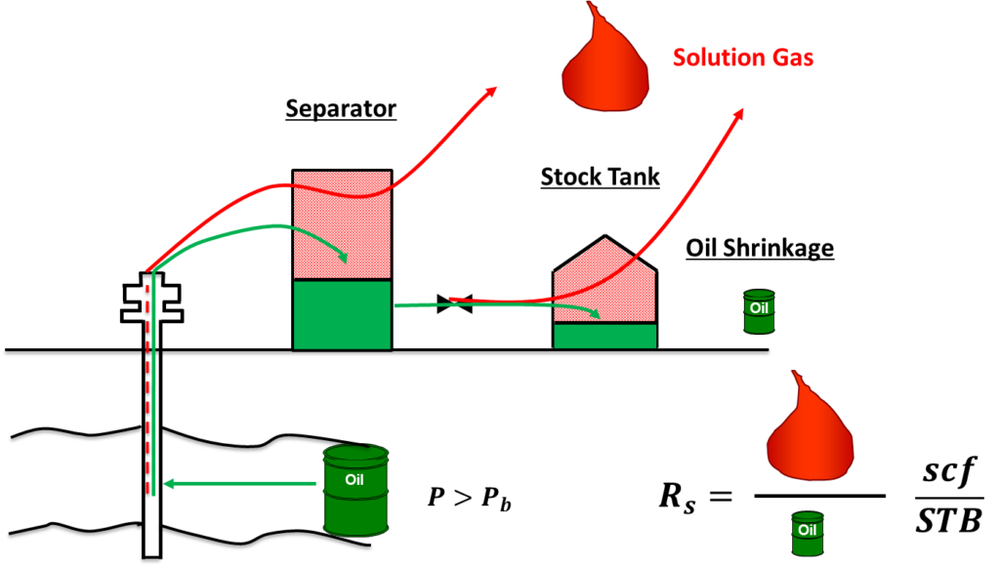 Solution Gas
Separator
Stock Tank
Oil Shrinkage
Oil
Oil
P > P_b
R_s =
Oil
scf
STB